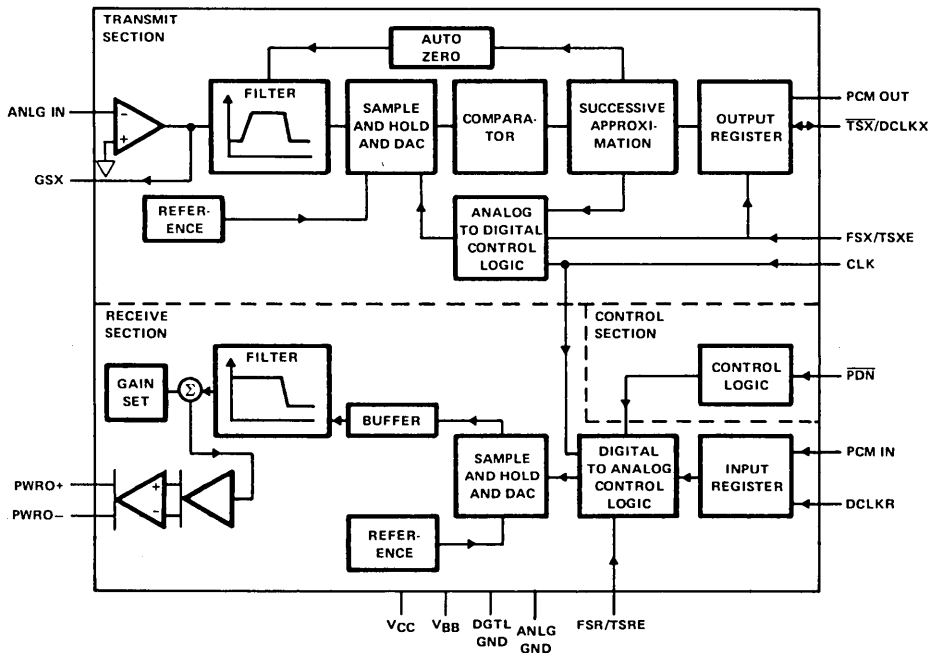 TRANSMIT
SECTION
AUTO
ZERO
FILTER
ANLG IN
−
+
SAMPLE
AND HOLD
AND DAC
COMPARA-
TOR
SUCCESSIVE
APPROXI-
MATION
OUTPUT
REGISTER
PCM OUT
TSX/DCLKX
GSX
REFER-
ENCE
ANALOG
TO DIGITAL
CONTROL
LOGIC
FSX/TSXE
CLK
RECEIVE
SECTION
CONTROL
SECTION
FILTER
GAIN
SET
Σ
BUFFER
CONTROL
LOGIC
PDN
SAMPLE
AND HOLD
AND DAC
DIGITAL
TO ANALOG
CONTROL
LOGIC
INPUT
REGISTER
PCM IN
DCLKR
PWRO+
PWRO−
+
−
REFER-
ENCE
VCC
VBB
DGTL
GND
ANLG
GND
FSR/TSRE